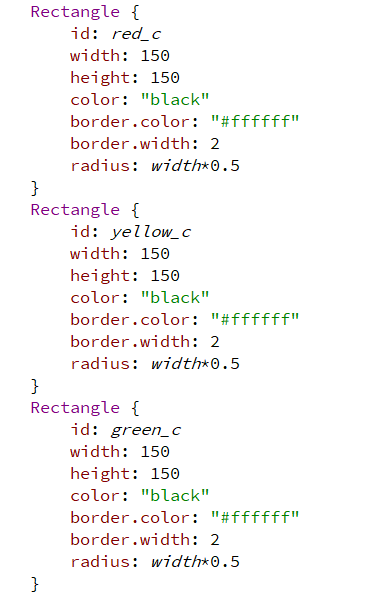 Rectangle {
    id: red_c
    width: 150
    height: 150
    color: "black"
    border.color: "#ffffff"
    border.width: 2
    radius: width*0.5
}
Rectangle {
    id: yellow_c
    width: 150
    height: 150
    color: "black"
    border.color: "#ffffff"
    border.width: 2
    radius: width*0.5
}
Rectangle {
    id: green_c
    width: 150
    height: 150
    color: "black"
    border.color: "#ffffff"
    border.width: 2
    radius: width*0.5
}